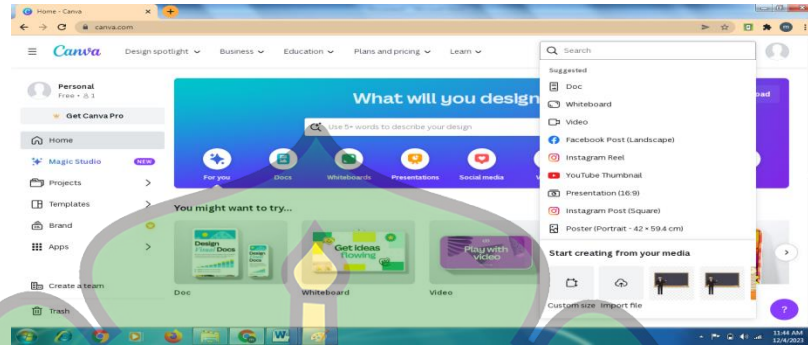 Home - Canva
canva.com
Canva
Design spotlight
Business
Education
Plans and pricing
Learn
Search
Personal
Free • 1
Get Canva Pro
Home
Magic Studio
NEW
Projects
Templates
Brand
Apps
Create a team
Trash
What will you design
Use 5+ words to describe your design
For you
Docs
Whiteboards
Presentations
Social media
You might want to try...
Design
Visual Docs
Get ideas
flowing
Play with
video
Doc
Whiteboard
Video
Suggested
Doc
Whiteboard
Video
Facebook Post (Landscape)
Instagram Reel
YouTube Thumbnail
Presentation (16:9)
Instagram Post (Square)
Poster (Portrait - 42 × 59.4 cm)
Start creating from your media
Custom size
Import file
?
11:44 AM
12/4/2023